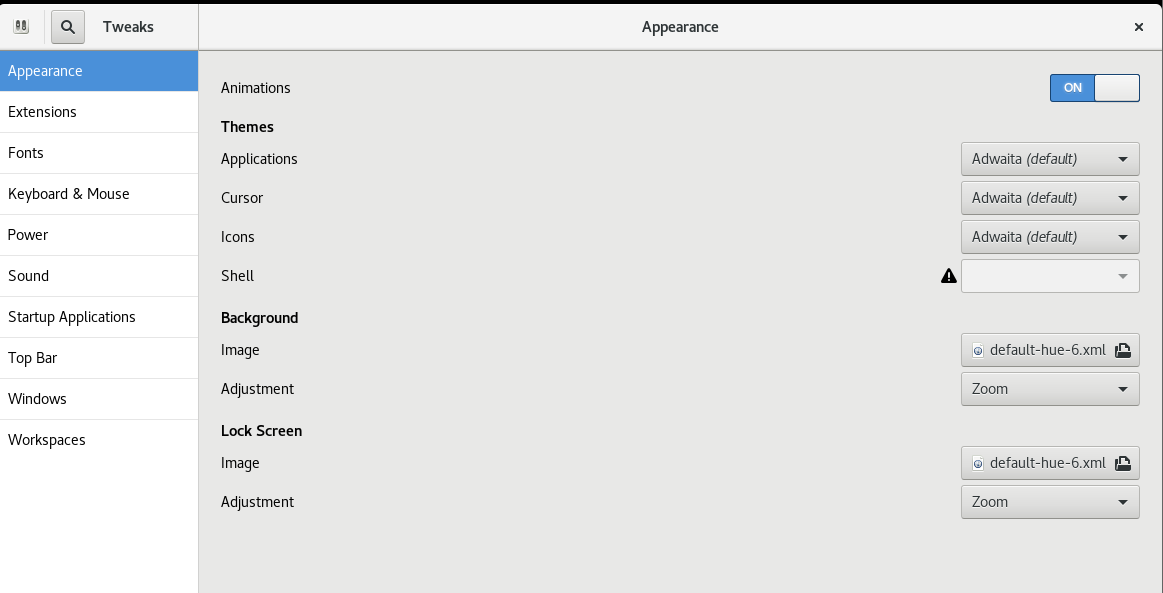 Tweaks
Appearance
Appearance
Extensions
Fonts
Keyboard & Mouse
Power
Sound
Startup Applications
Top Bar
Windows
Workspaces
Animations ON
Themes
Applications Adwaita (default)
Cursor Adwaita (default)
Icons Adwaita (default)
Shell
Background
Image default-hue-6.xml
Adjustment Zoom
Lock Screen
Image default-hue-6.xml
Adjustment Zoom